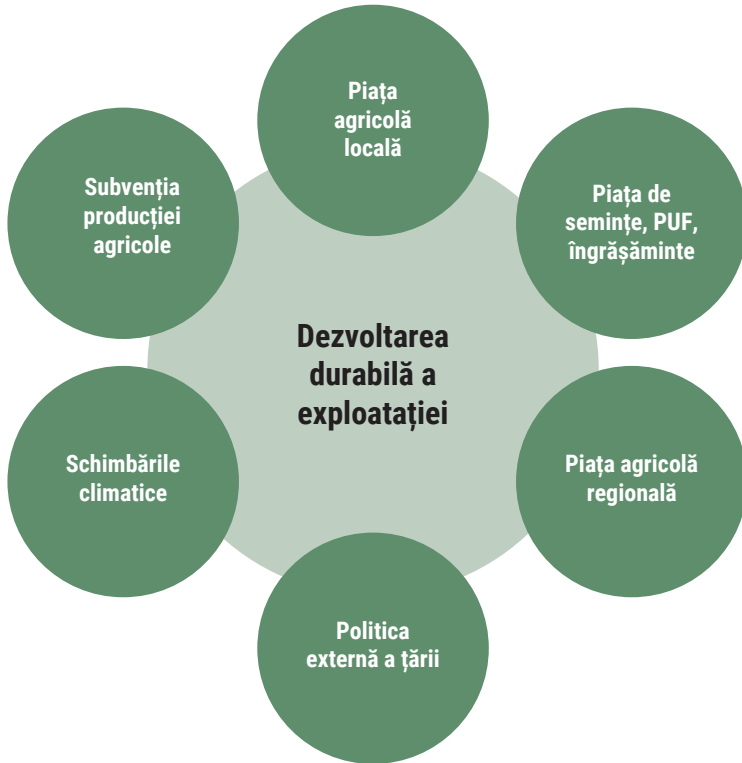 Piața
agricolă
locală
Subvenția
producției
agricole
Piața de
semințe, PUF,
îngrășăminte
Dezvoltarea
durabilă a
exploatației
Schimbările
climatice
Piața agricolă
regională
Politica
externă a țării